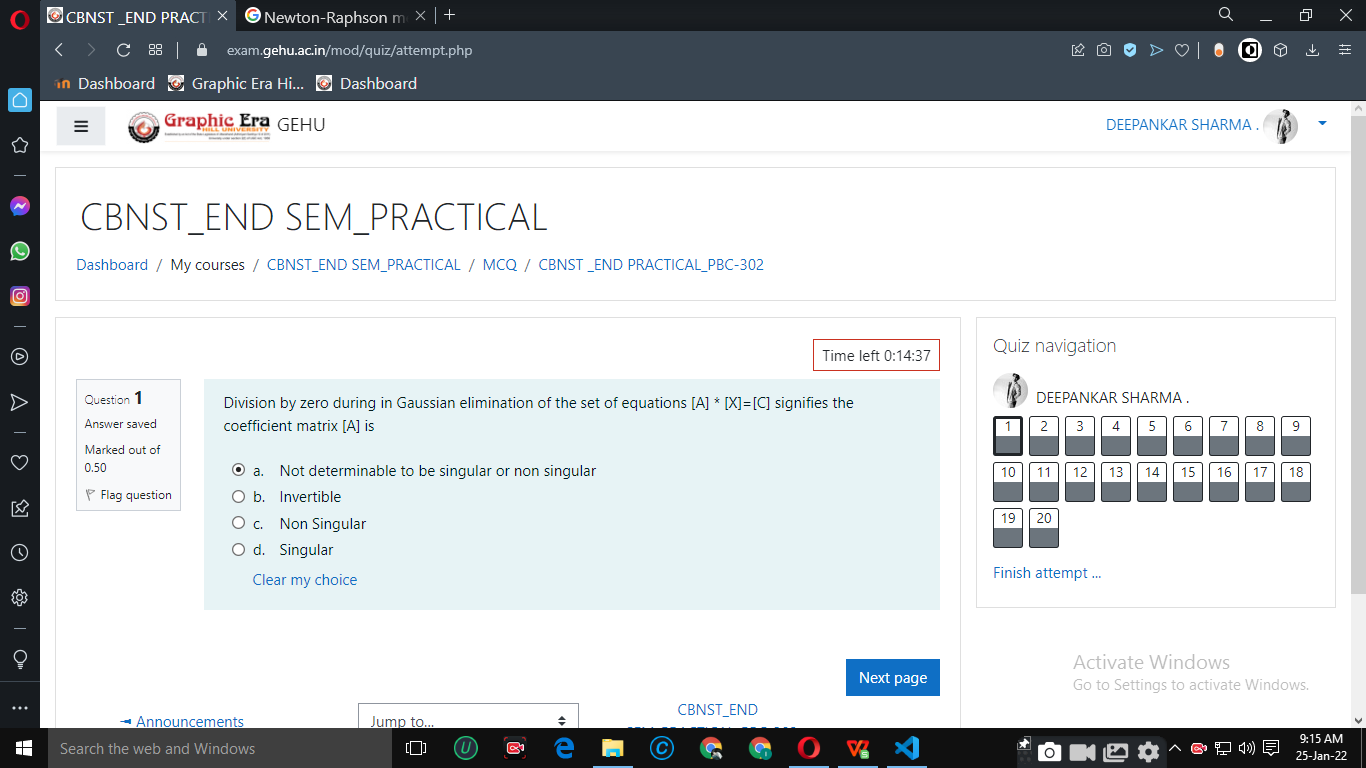 CBNST _END PRACT
Newton-Raphson m
exam.gehu.ac.in/mod/quiz/attempt.php
Dashboard
Graphic Era Hi...
Dashboard
Graphic Era
HILL UNIVERSITY
GEHU
DEEPANKAR SHARMA .
CBNST_END SEM_PRACTICAL
Dashboard / My courses / CBNST_END SEM_PRACTICAL / MCQ / CBNST _END PRACTICAL_PBC-302
Time left 0:14:37
Question 1
Answer saved
Marked out of
0.50
Flag question
Division by zero during in Gaussian elimination of the set of equations [A] * [X]=[C] signifies the
coefficient matrix [A] is
a. Not determinable to be singular or non singular
b. Invertible
c. Non Singular
d. Singular
Clear my choice
Next page
◄ Announcements
Jump to...
CBNST_END
Quiz navigation
DEEPANKAR SHARMA .
1 2 3 4 5 6 7 8 9
10 11 12 13 14 15 16 17 18
19 20
Finish attempt ...
Activate Windows
Go to Settings to activate Windows.
Search the web and Windows
9:15 AM
25-Jan-22